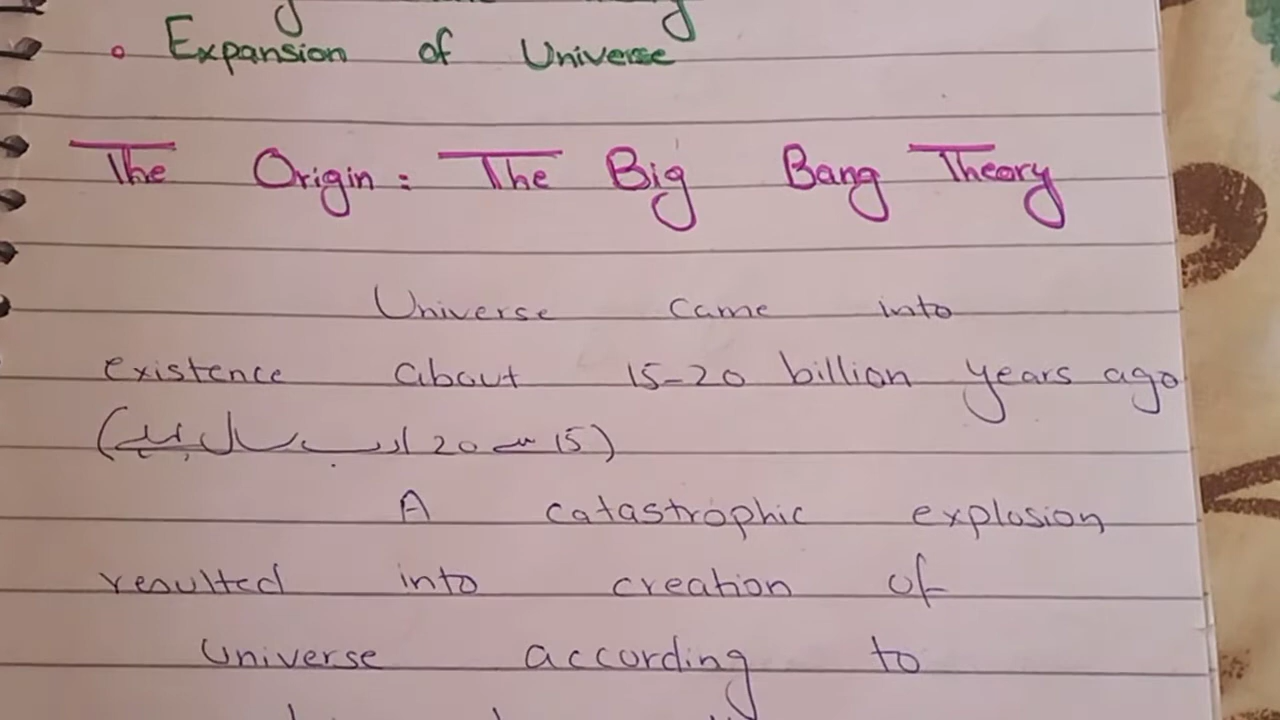 • Expansion of Universe
The Origin: The Big Bang Theory
Universe came into
existence about 15-20 billion years ago
(15 سے 20 ارب سال پہلے)
A catastrophic explosion
resulted into creation of
universe according to